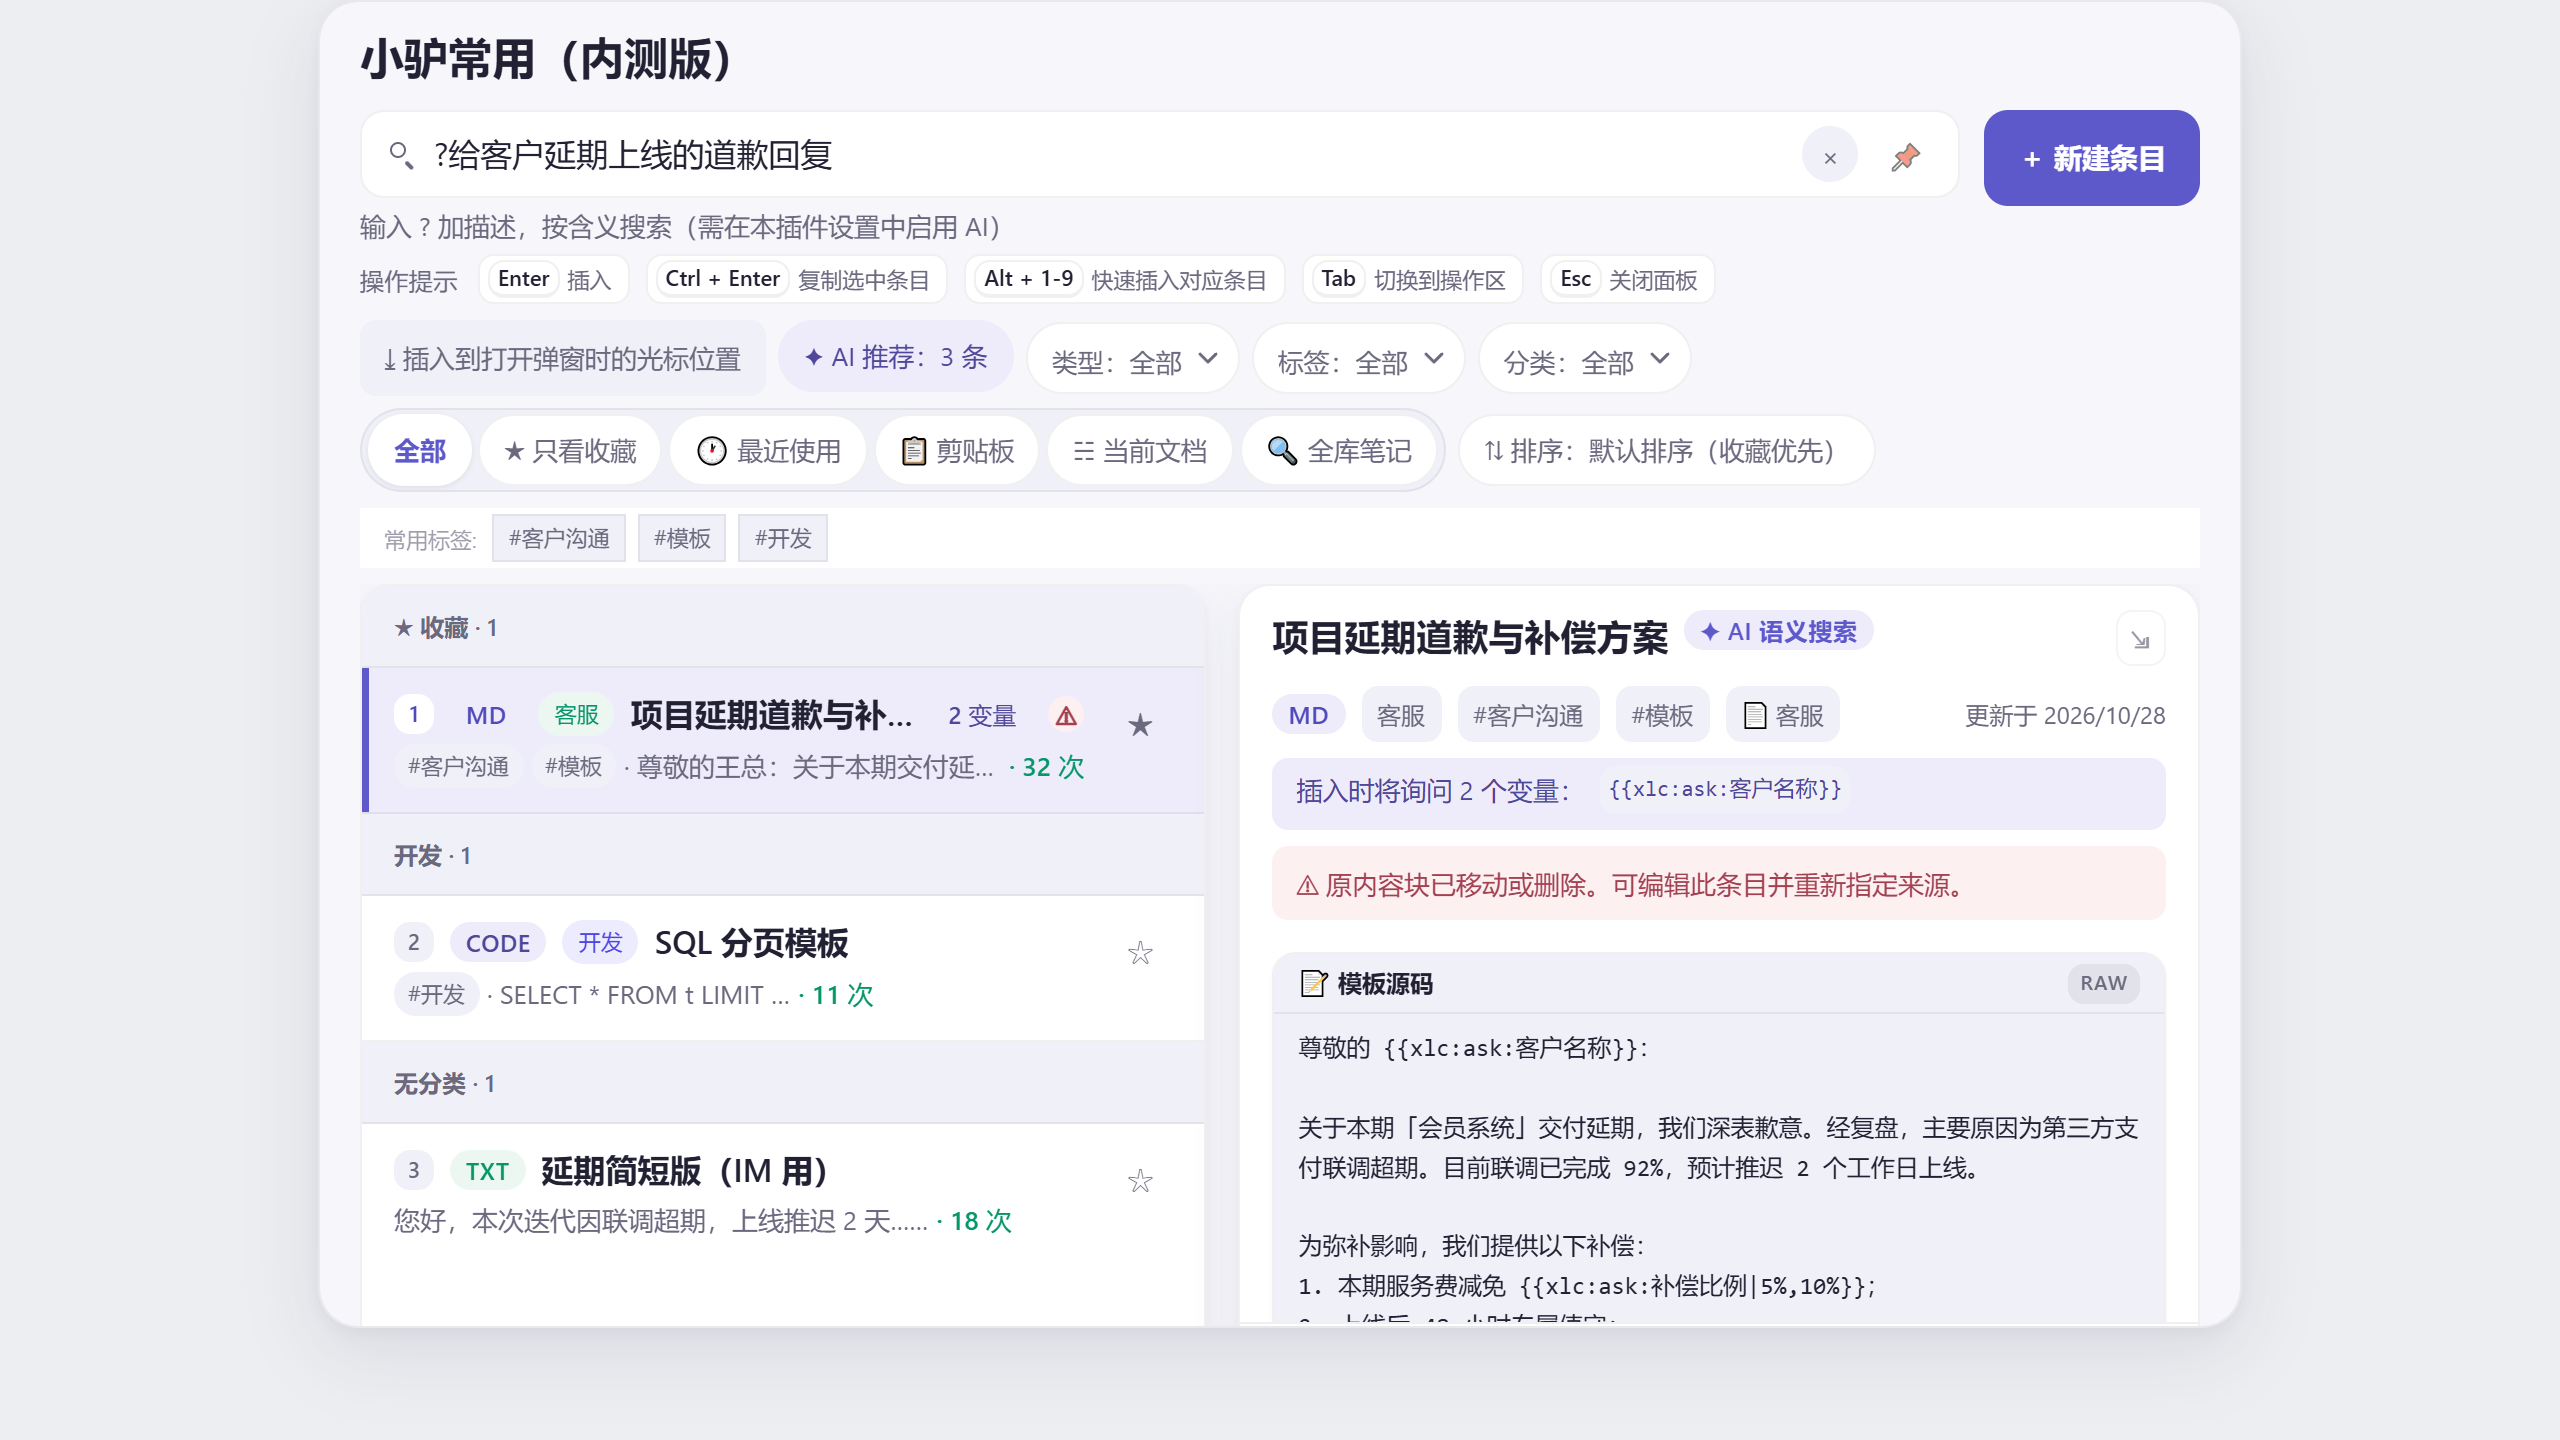 小驴常用（内测版）
?给客户延期上线的道歉回复
× 📌
+ 新建条目
输入 ? 加描述，按含义搜索（需在本插件设置中启用 AI）
操作提示 Enter 插入 Ctrl + Enter 复制选中条目 Alt + 1-9 快速插入对应条目 Tab 切换到操作区 Esc 关闭面板
⤓ 插入到打开弹窗时的光标位置 ✦ AI 推荐：3 条 类型：全部 标签：全部 分类：全部
全部 ★ 只看收藏 🕐 最近使用 📋 剪贴板 ☵ 当前文档 🔍 全库笔记 ⇅ 排序：默认排序（收藏优先）
常用标签: #客户沟通 #模板 #开发
★ 收藏 · 1
1 MD 客服 项目延期道歉与补... 2 变量 ⚠ ★
#客户沟通 #模板 · 尊敬的王总：关于本期交付延... · 32 次
开发 · 1
2 CODE 开发 SQL 分页模板 ☆
#开发 · SELECT * FROM t LIMIT ... · 11 次
无分类 · 1
3 TXT 延期简短版（IM 用） ☆
您好，本次迭代因联调超期，上线推迟 2 天...... · 18 次
项目延期道歉与补偿方案 ✦ AI 语义搜索
MD 客服 #客户沟通 #模板 📄 客服 更新于 2026/10/28
插入时将询问 2 个变量： {{xlc:ask:客户名称}}
⚠ 原内容块已移动或删除。可编辑此条目并重新指定来源。
📝 模板源码 RAW
尊敬的 {{xlc:ask:客户名称}}：
关于本期「会员系统」交付延期，我们深表歉意。经复盘，主要原因为第三方支
付联调超期。目前联调已完成 92%，预计推迟 2 个工作日上线。
为弥补影响，我们提供以下补偿：
1. 本期服务费减免 {{xlc:ask:补偿比例|5%,10%}}；